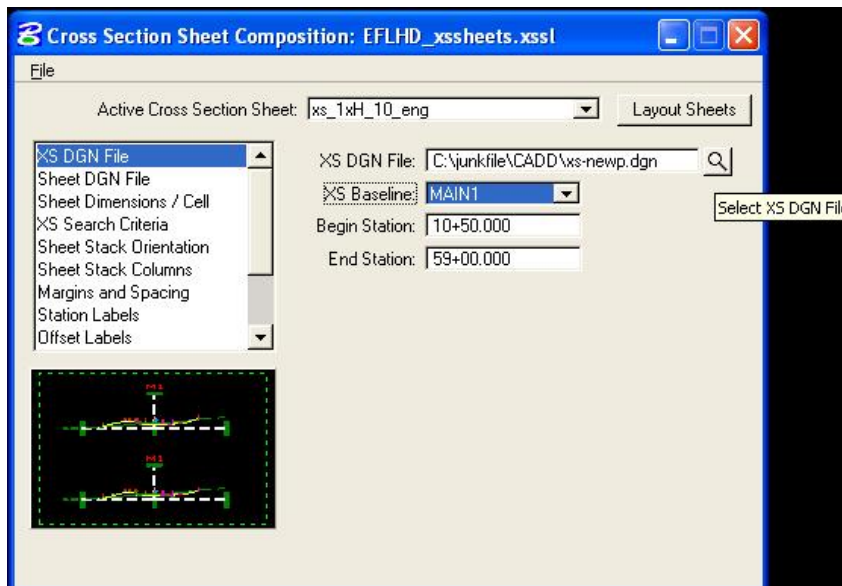 Cross Section Sheet Composition: EFLHD_xssheets.xssl
File
Active Cross Section Sheet: xs_1xH_10_eng Layout Sheets
XS DGN File
Sheet DGN File
Sheet Dimensions / Cell
XS Search Criteria
Sheet Stack Orientation
Sheet Stack Columns
Margins and Spacing
Station Labels
Offset Labels
XS DGN File: C:\junkfile\CADD\xs-newp.dgn
XS Baseline: MAIN1
Begin Station: 10+50.000
End Station: 59+00.000
Select XS DGN Fil
M1
M1